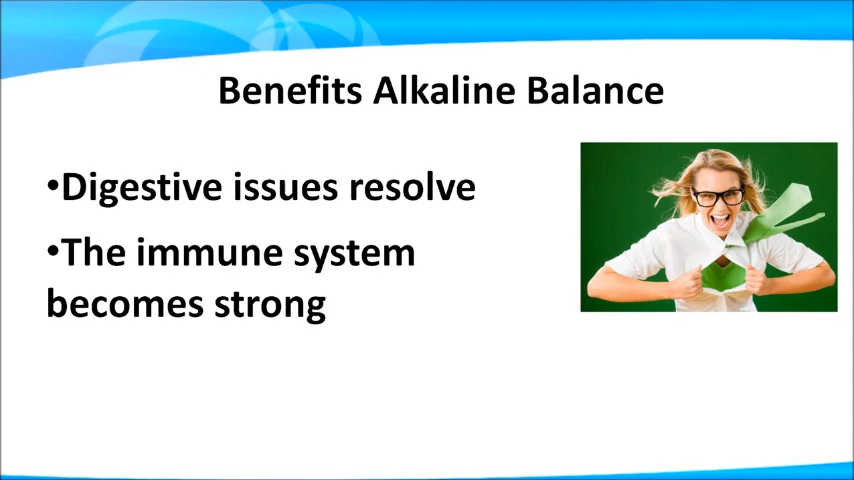 Benefits Alkaline Balance
•Digestive issues resolve
•The immune system
becomes strong